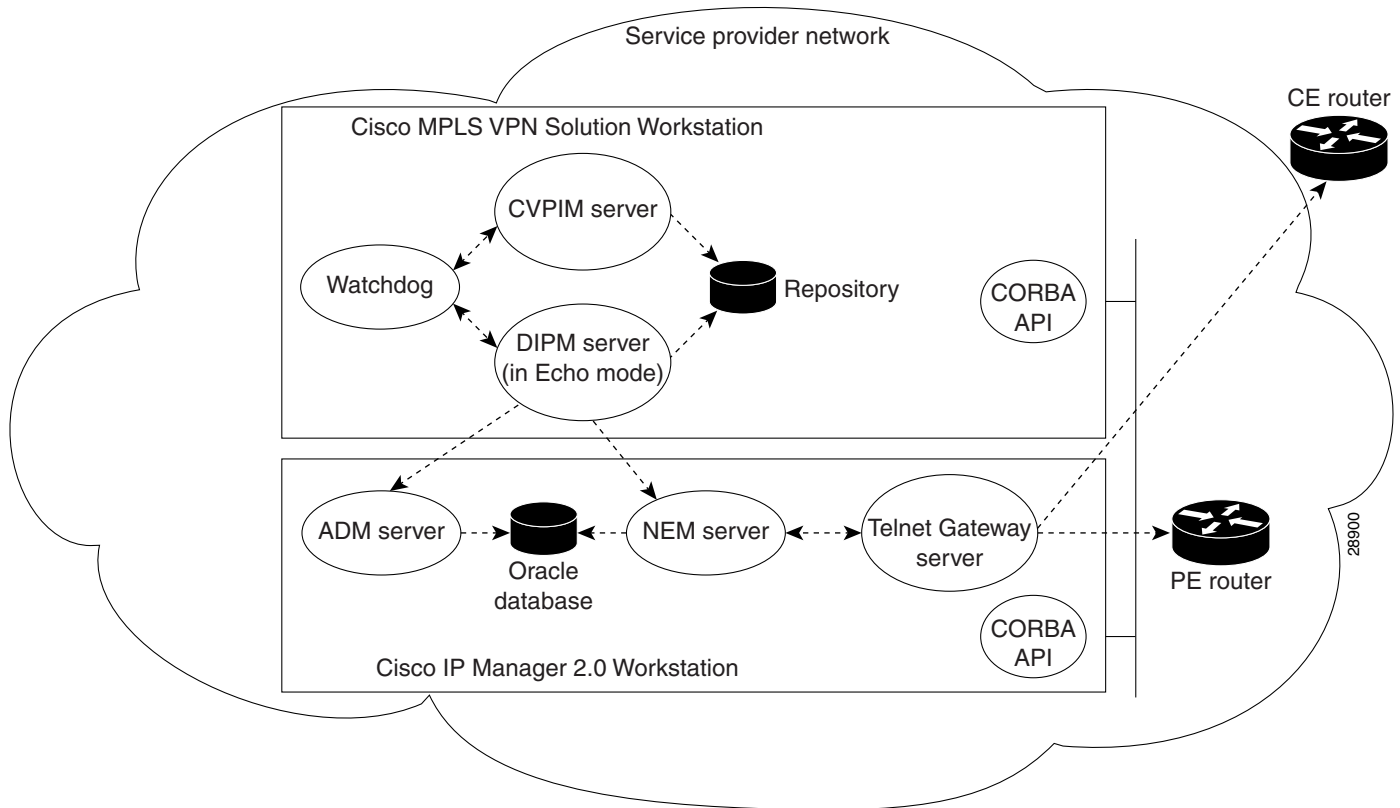 Service provider network
CE router
Cisco MPLS VPN Solution Workstation
CVPIM server
Watchdog
Repository
CORBA
API
DIPM server
(in Echo mode)
ADM server
Oracle
database
NEM server
Telnet Gateway
server
PE router
28900
CORBA
API
Cisco IP Manager 2.0 Workstation